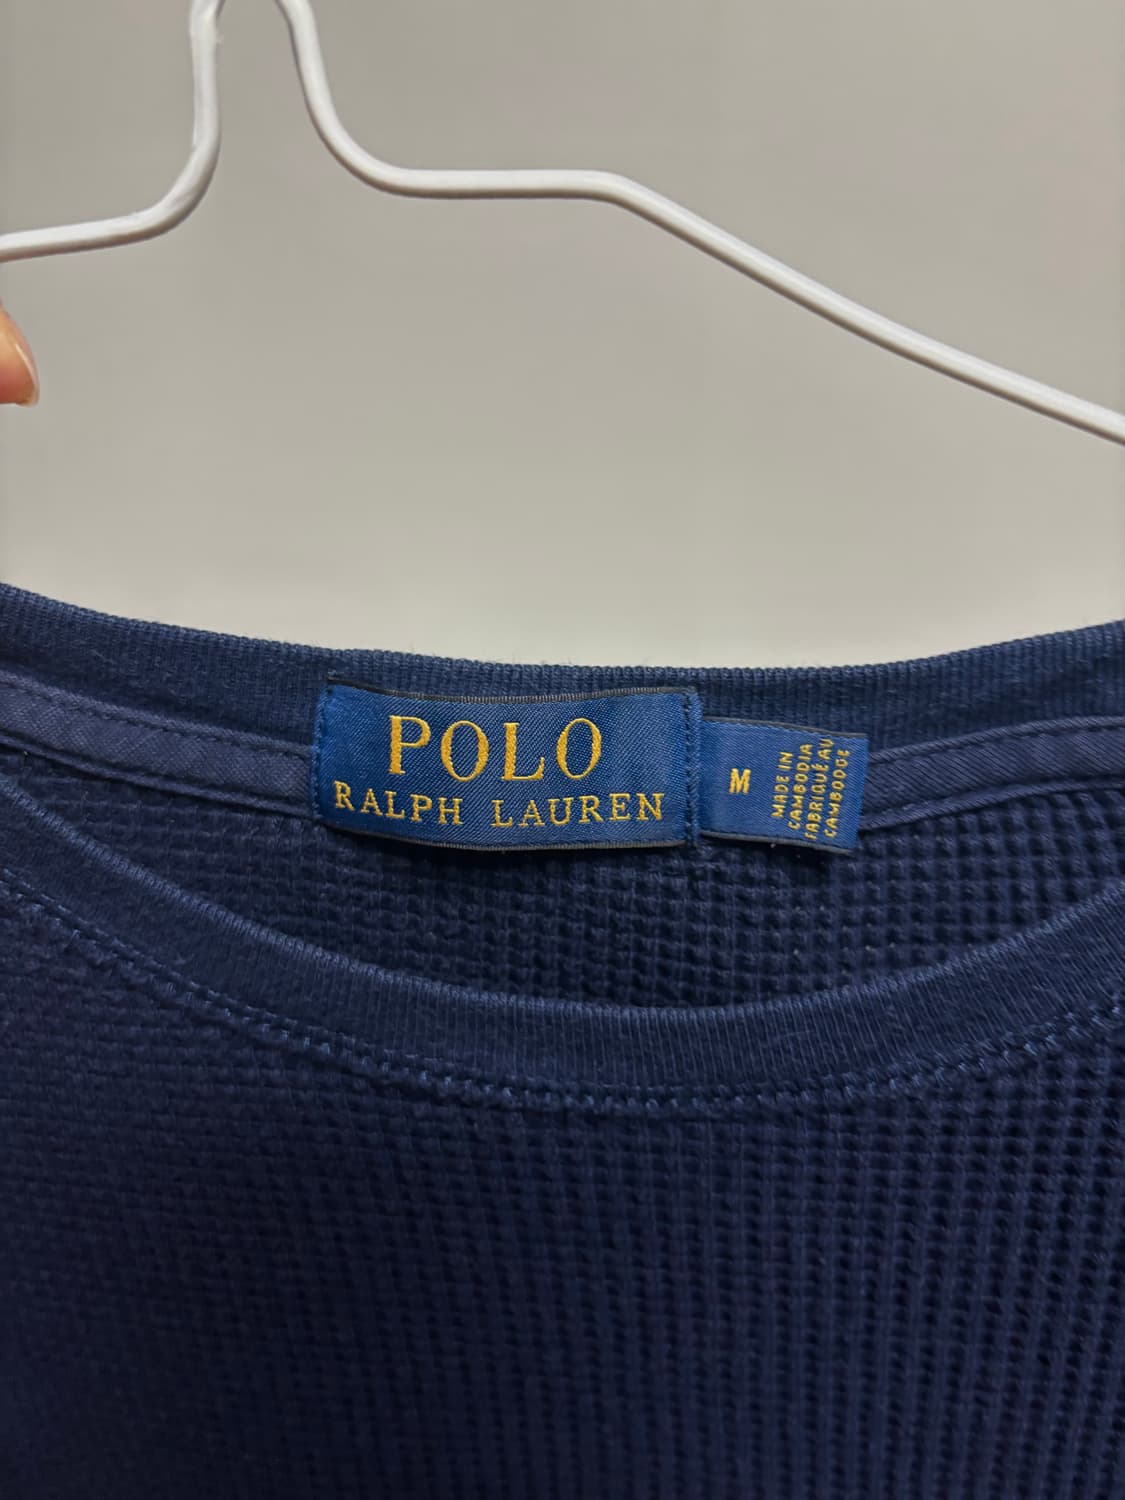 POLO
RALPH LAUREN
M
MADE IN
CAMBODIA
FABRIQUÉ AU
CAMBODGE